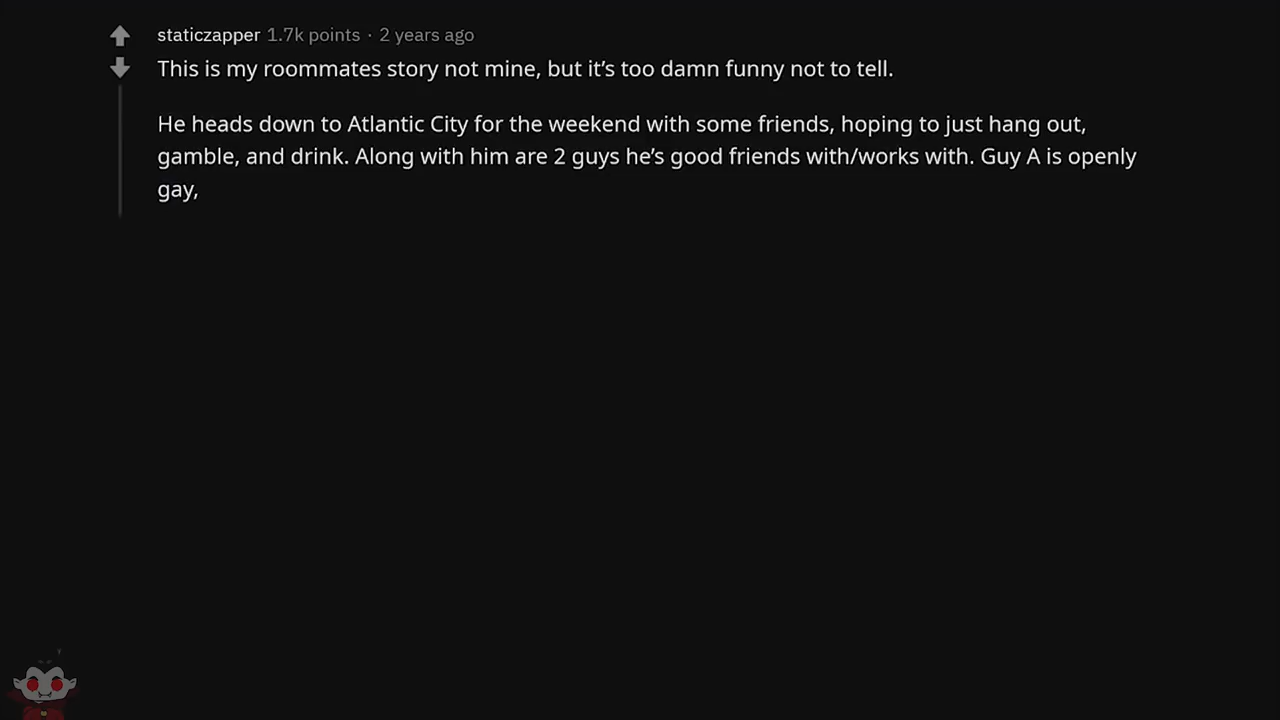 staticzapper 1.7k points · 2 years ago
This is my roommates story not mine, but it’s too damn funny not to tell.
He heads down to Atlantic City for the weekend with some friends, hoping to just hang out,
gamble, and drink. Along with him are 2 guys he’s good friends with/works with. Guy A is openly
gay,